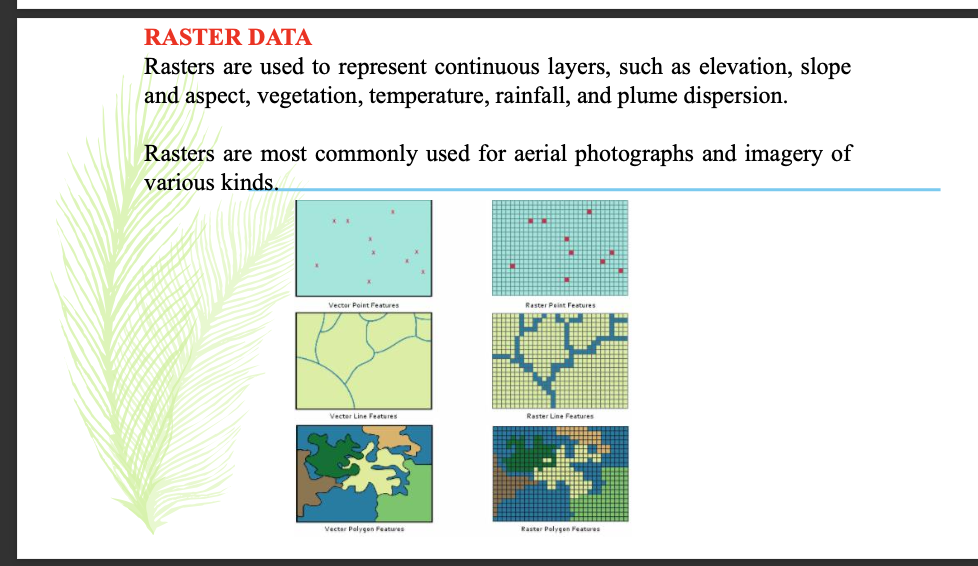 RASTER DATA
Rasters are used to represent continuous layers, such as elevation, slope
and aspect, vegetation, temperature, rainfall, and plume dispersion.
Rasters are most commonly used for aerial photographs and imagery of
various kinds.
Vector Point Features
Raster Point Features
Vector Line Features
Raster Line Features
Vector Polygon Features
Raster Polygon Features